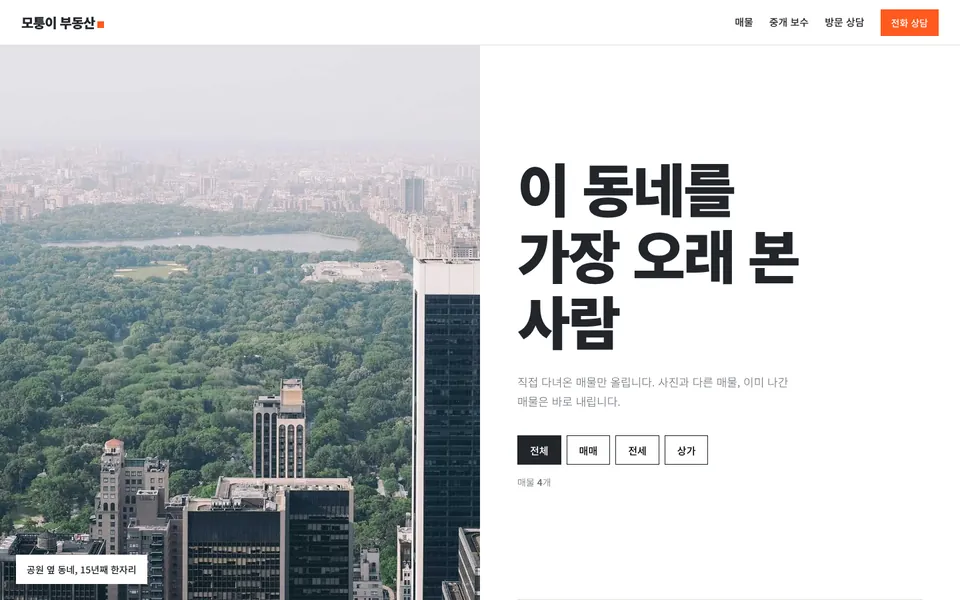 모퉁이 부동산
매물
중개 보수
방문 상담
전화 상담
이 동네를
가장 오래 본
사람
직접 다녀온 매물만 올립니다. 사진과 다른 매물, 이미 나간
매물은 바로 내립니다.
전체
매매
전세
상가
매물 4개
공원 옆 동네, 15년째 한자리